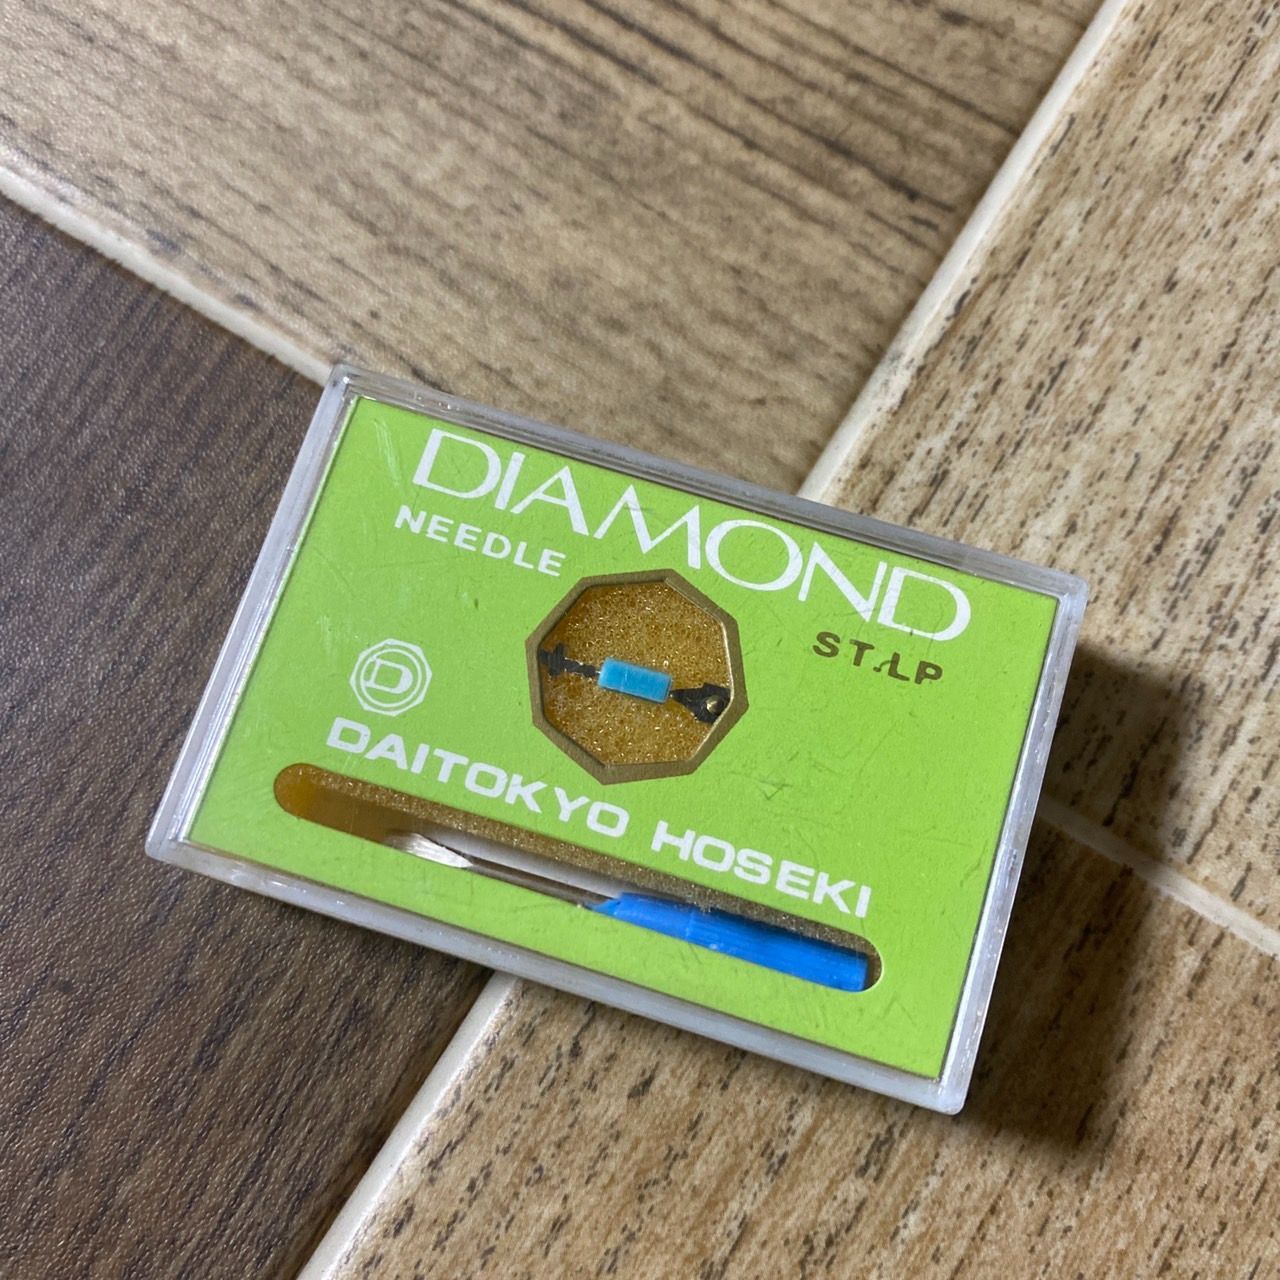 DIAMOND
NEEDLE
ST.LP
D
DAITOKYO HOSEKI